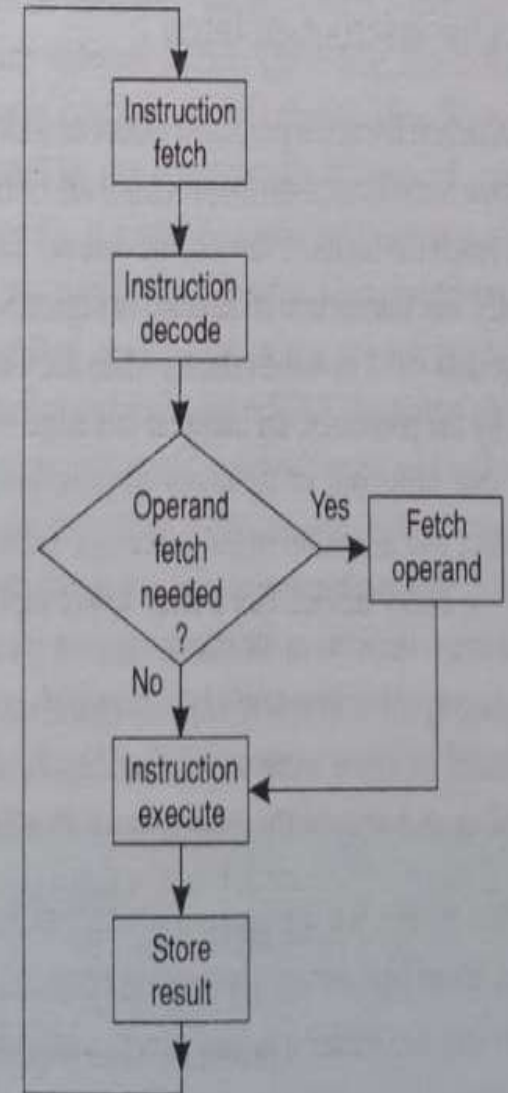 Instruction
fetch
Instruction
decode
Operand
fetch
needed
?
Yes
Fetch
operand
No
Instruction
execute
Store
result